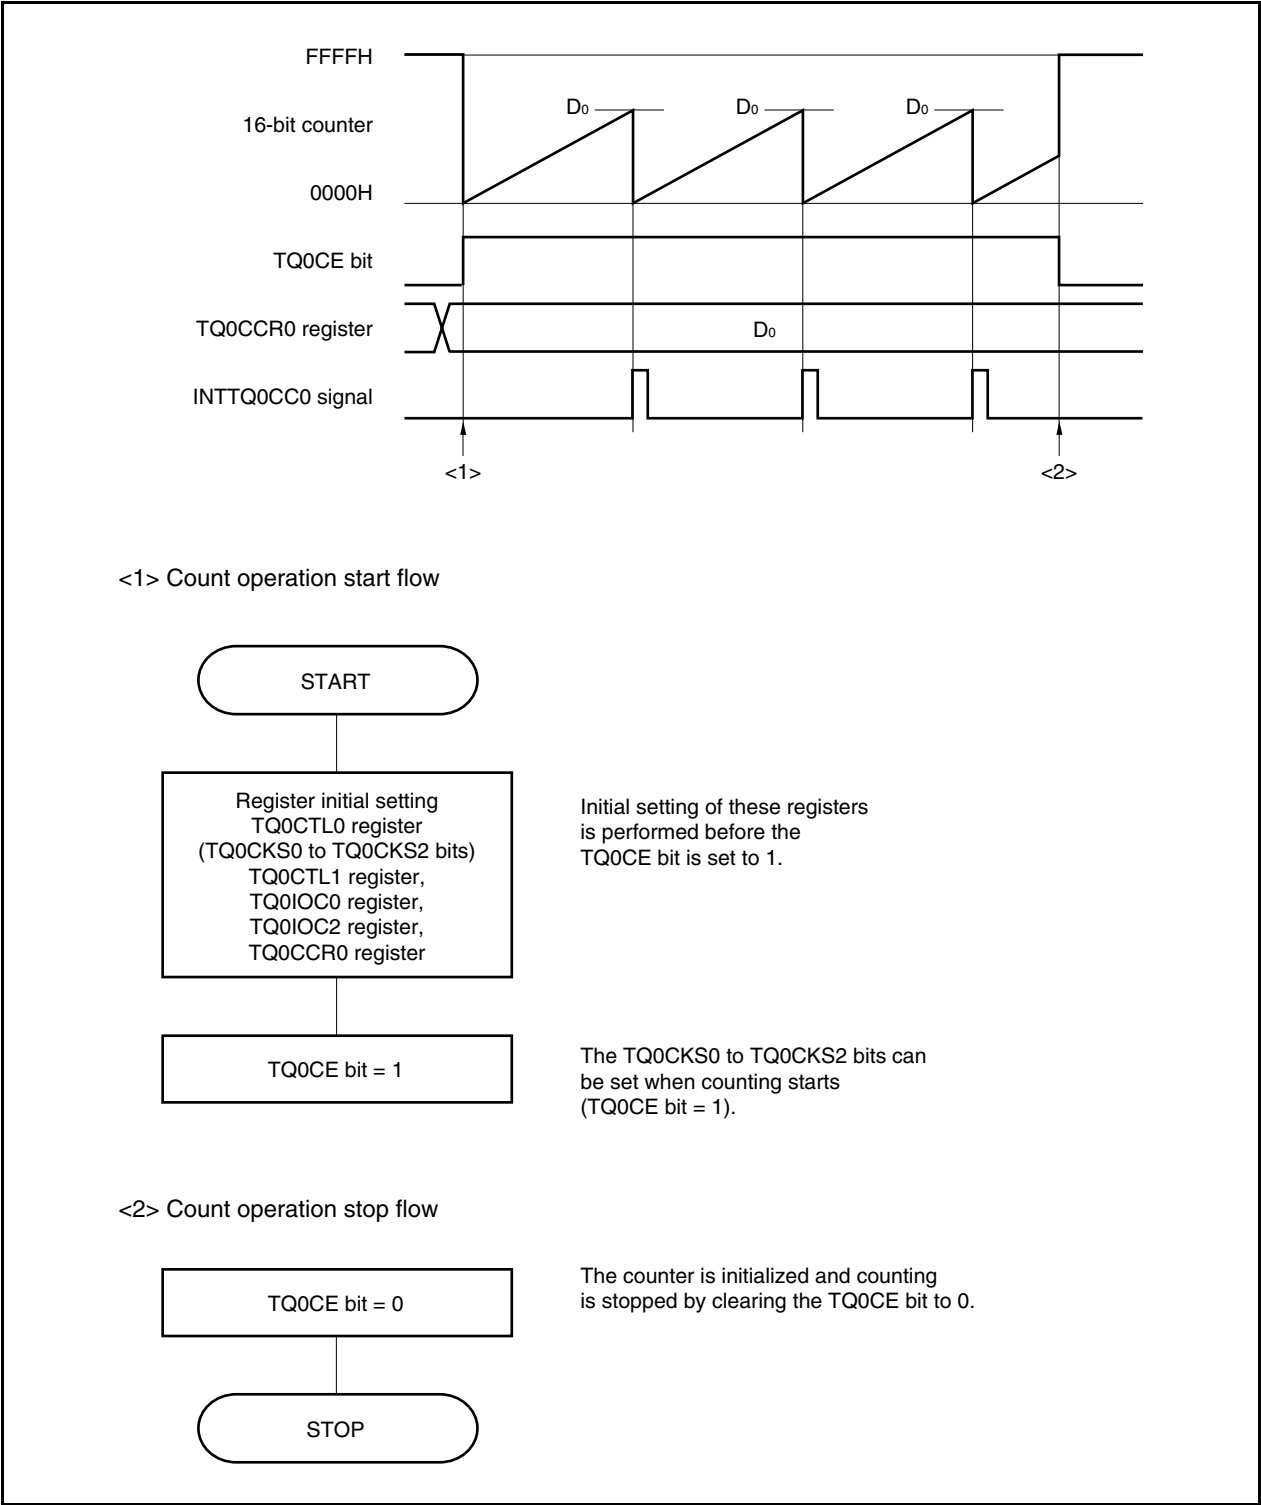 FFFFH
D0
D0
D0
16-bit counter
0000H
TQ0CE bit
TQ0CCR0 register
D0
INTTQ0CC0 signal
<1>
<2>
<1> Count operation start flow
START
Register initial setting
TQ0CTL0 register
(TQ0CKS0 to TQ0CKS2 bits)
TQ0CTL1 register,
TQ0IOC0 register,
TQ0IOC2 register,
TQ0CCR0 register
Initial setting of these registers
is performed before the
TQ0CE bit is set to 1.
TQ0CE bit = 1
The TQ0CKS0 to TQ0CKS2 bits can
be set when counting starts
(TQ0CE bit = 1).
<2> Count operation stop flow
TQ0CE bit = 0
The counter is initialized and counting
is stopped by clearing the TQ0CE bit to 0.
STOP